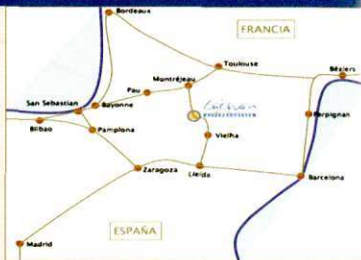 Bordeaux
FRANCIA
Toulouse
Béziers
Montréjeau
Pau
San Sebastian
Bayonne
Perpignan
Bilbao
Pamplona
Vielha
Zaragoza
Lleida
Barcelona
ESPAÑA
Madrid